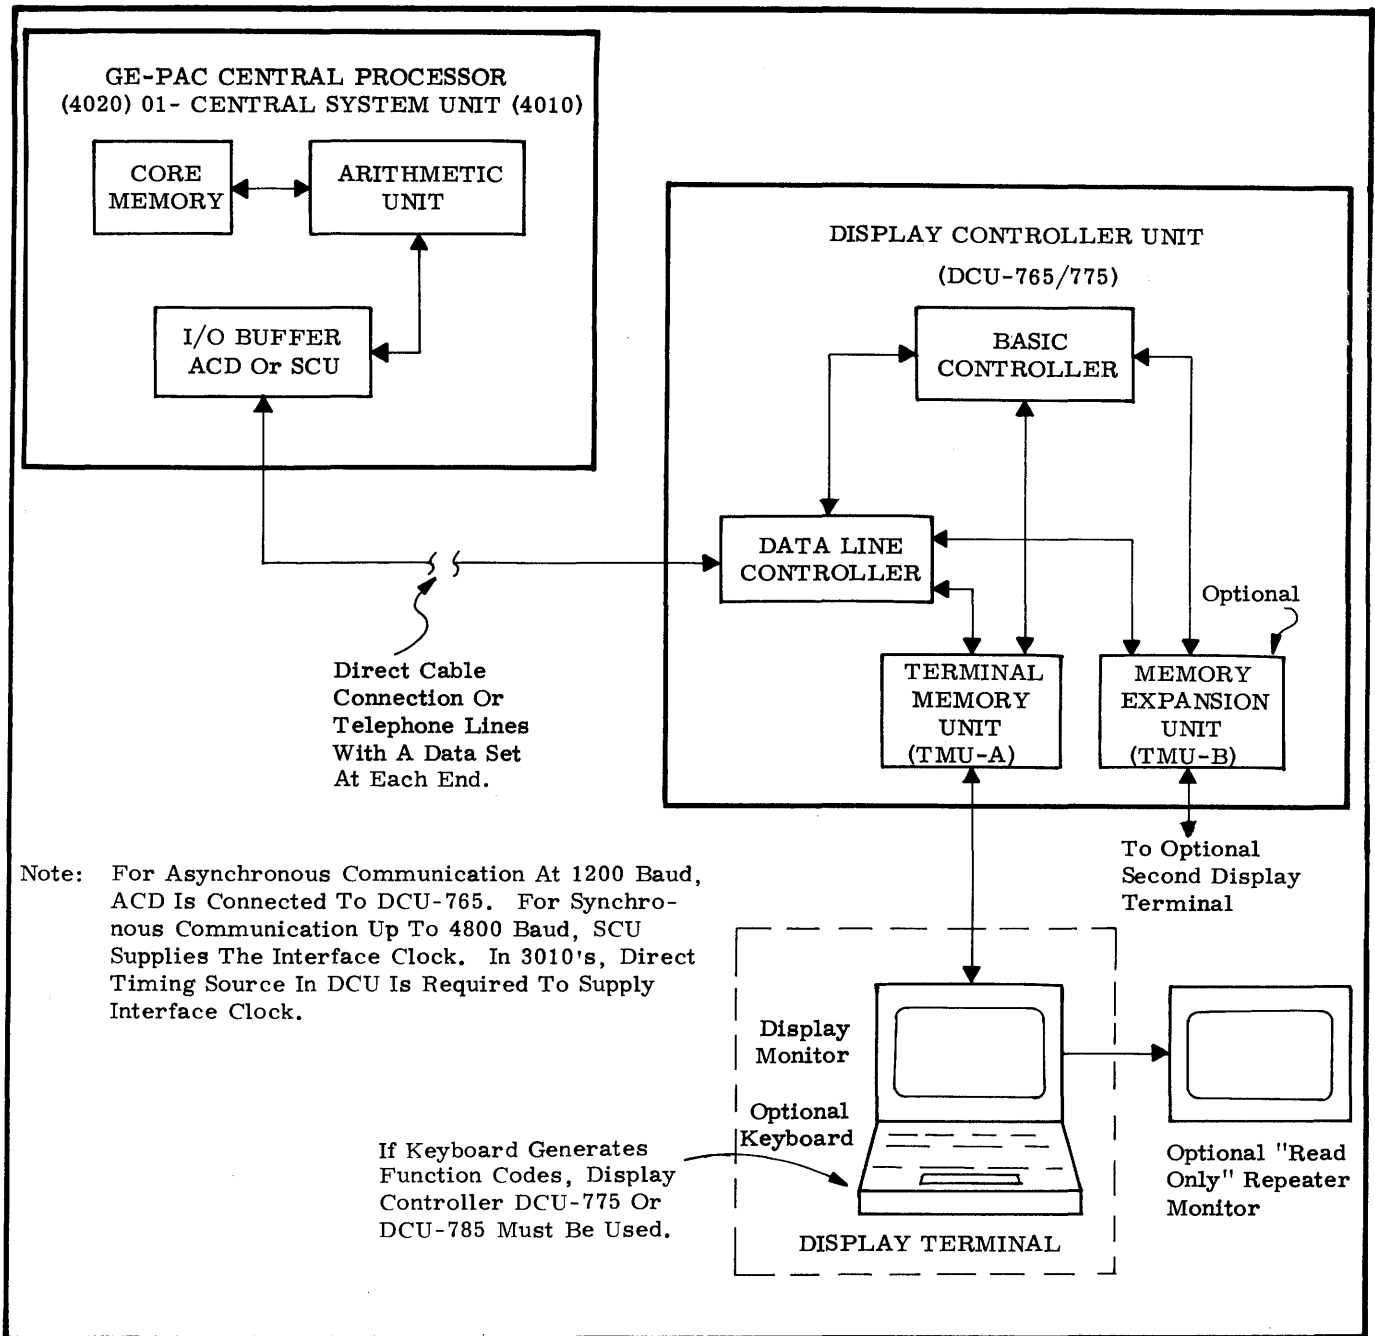 GE-PAC CENTRAL PROCESSOR
(4020) 01- CENTRAL SYSTEM UNIT (4010)
CORE
MEMORY
ARITHMETIC
UNIT
I/O BUFFER
ACD Or SCU
DISPLAY CONTROLLER UNIT
(DCU-765/775)
BASIC
CONTROLLER
DATA LINE
CONTROLLER
Optional
TERMINAL
MEMORY
UNIT
(TMU-A)
MEMORY
EXPANSION
UNIT
(TMU-B)
Direct Cable
Connection Or
Telephone Lines
With A Data Set
At Each End.
To Optional
Second Display
Terminal
Note: For Asynchronous Communication At 1200 Baud,
ACD Is Connected To DCU-765. For Synchro-
nous Communication Up To 4800 Baud, SCU
Supplies The Interface Clock. In 3010's, Direct
Timing Source In DCU Is Required To Supply
Interface Clock.
Display
Monitor
Optional
Keyboard
If Keyboard Generates
Function Codes, Display
Controller DCU-775 Or
DCU-785 Must Be Used.
DISPLAY TERMINAL
Optional "Read
Only" Repeater
Monitor